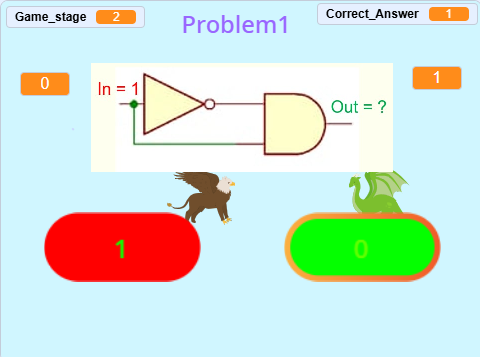 Game_stage 2
Problem1
Correct_Answer 1
0
1
In = 1
Out = ?
1
0